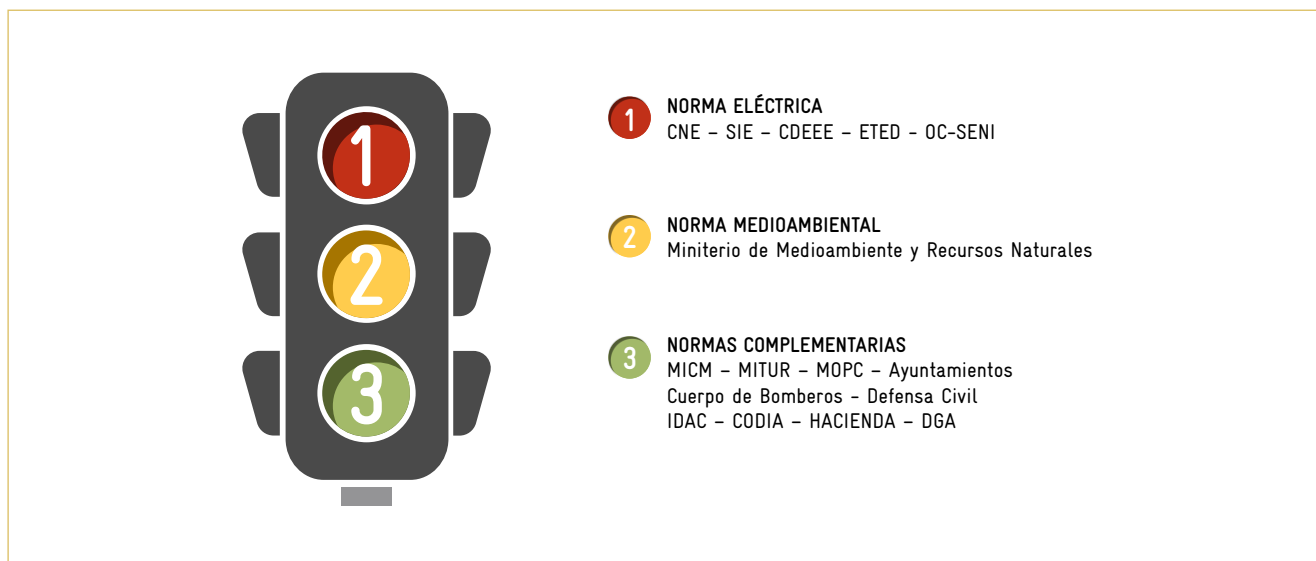 1
2
3
1
NORMA ELÉCTRICA
CNE – SIE – CDEEE – ETED – OC-SENI
2
NORMA MEDIOAMBIENTAL
Miniterio de Medioambiente y Recursos Naturales
3
NORMAS COMPLEMENTARIAS
MICM – MITUR – MOPC – Ayuntamientos
Cuerpo de Bomberos – Defensa Civil
IDAC – CODIA – HACIENDA – DGA